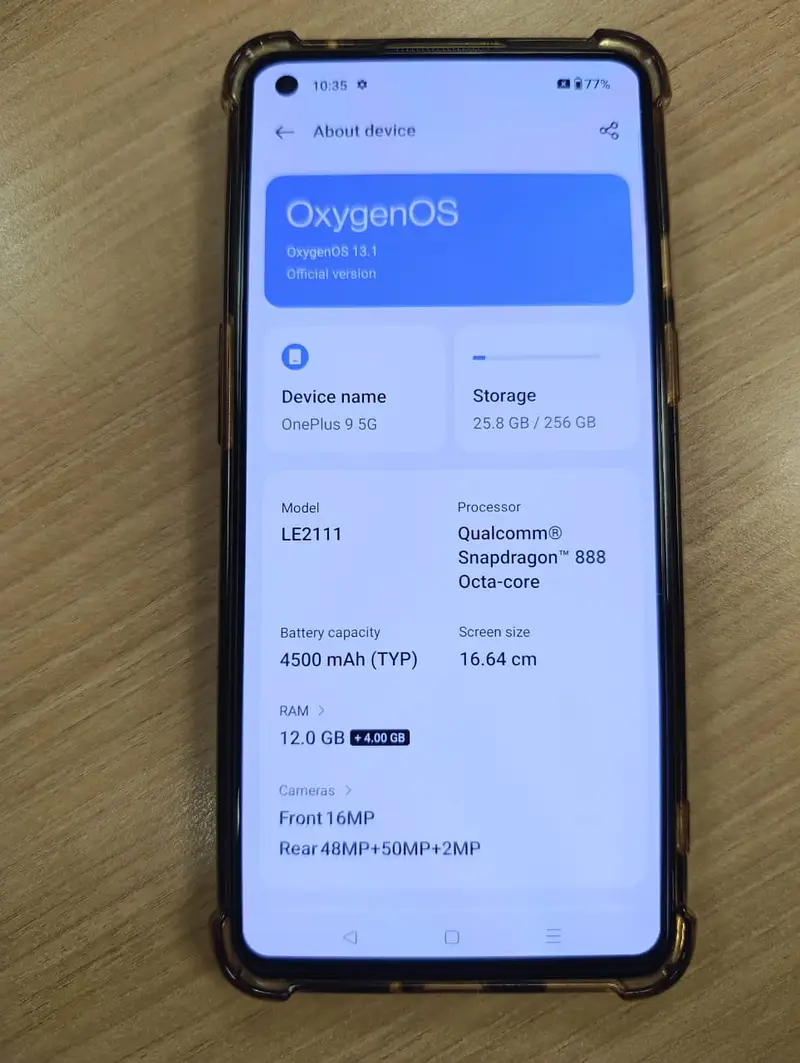 10:35 77%
About device
OxygenOS
OxygenOS 13.1
Official version
Device name
OnePlus 9 5G
Storage
25.8 GB / 256 GB
Model
LE2111
Processor
Qualcomm®
Snapdragon™ 888
Octa-core
Battery capacity
4500 mAh (TYP)
Screen size
16.64 cm
RAM
12.0 GB + 4.00 GB
Cameras
Front 16MP
Rear 48MP+50MP+2MP